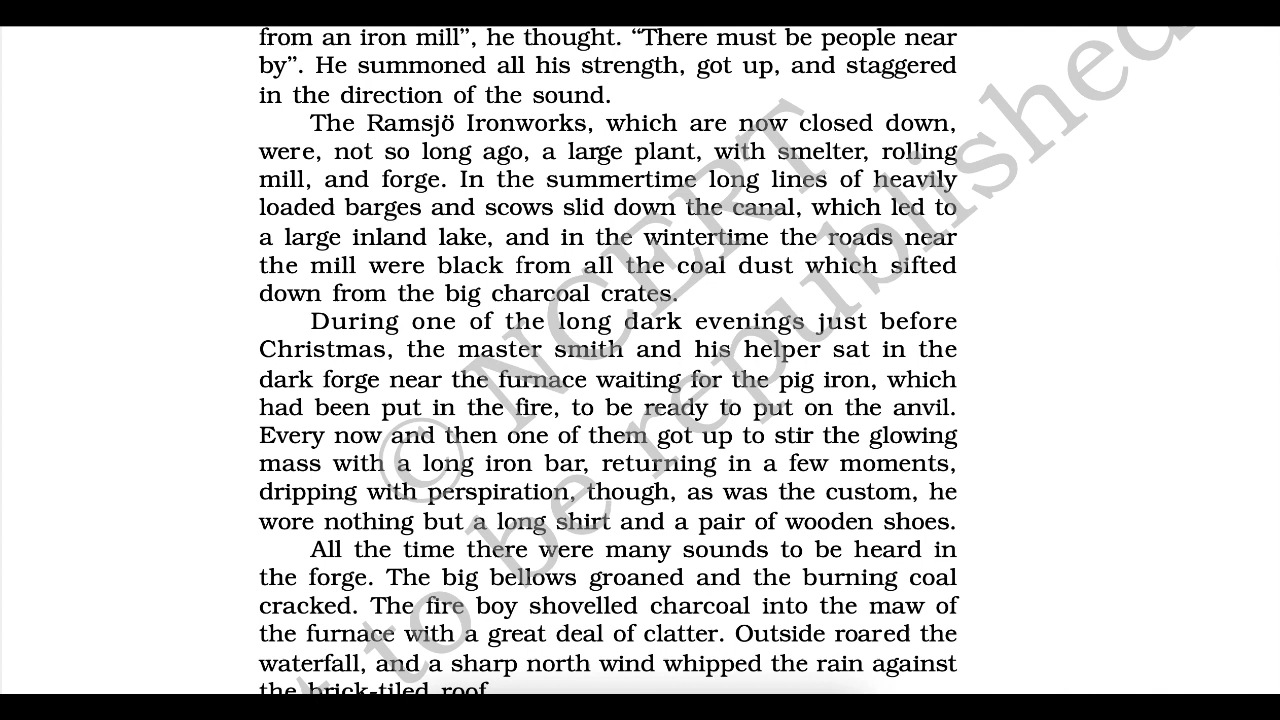 from an iron mill”, he thought. “There must be people near
by”. He summoned all his strength, got up, and staggered
in the direction of the sound.
The Ramsjö Ironworks, which are now closed down,
were, not so long ago, a large plant, with smelter, rolling
mill, and forge. In the summertime long lines of heavily
loaded barges and scows slid down the canal, which led to
a large inland lake, and in the wintertime the roads near
the mill were black from all the coal dust which sifted
down from the big charcoal crates.
During one of the long dark evenings just before
Christmas, the master smith and his helper sat in the
dark forge near the furnace waiting for the pig iron, which
had been put in the fire, to be ready to put on the anvil.
Every now and then one of them got up to stir the glowing
mass with a long iron bar, returning in a few moments,
dripping with perspiration, though, as was the custom, he
wore nothing but a long shirt and a pair of wooden shoes.
All the time there were many sounds to be heard in
the forge. The big bellows groaned and the burning coal
cracked. The fire boy shovelled charcoal into the maw of
the furnace with a great deal of clatter. Outside roared the
waterfall, and a sharp north wind whipped the rain against
the brick-tiled roof.
© NCERT
to be republished